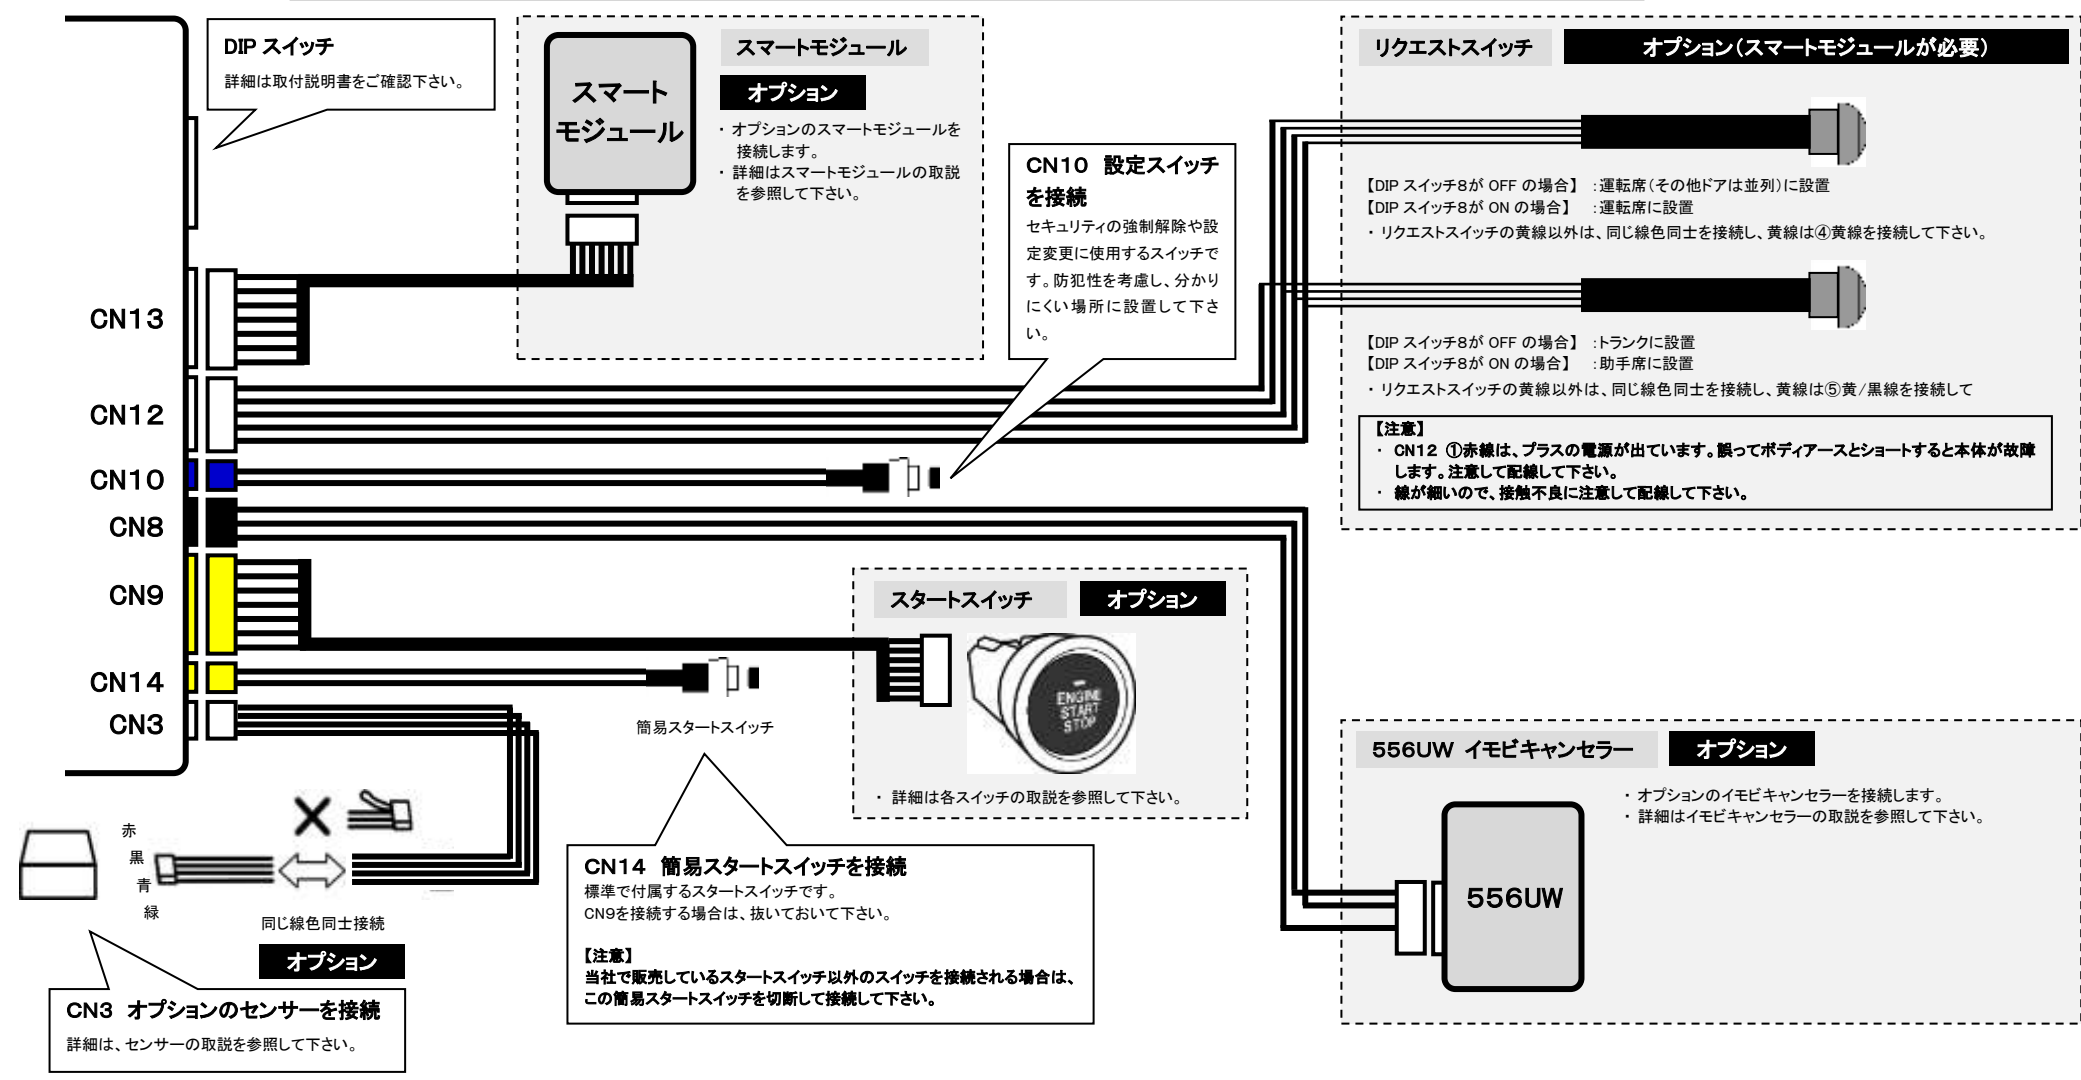 DIP スイッチ
詳細は取付説明書をご確認下さい。
スマート
モジュール
スマートモジュール
オプション
・ オプションのスマートモジュールを
接続します。
・ 詳細はスマートモジュールの取説
を参照して下さい。
CN10 設定スイッチ
を接続
セキュリティの強制解除や設
定変更に使用するスイッチで
す。防犯性を考慮し、分かり
にくい場所に設置して下さ
い。
リクエストスイッチ
オプション(スマートモジュールが必要)
【DIP スイッチ8が OFF の場合】 :運転席(その他ドアは並列)に設置
【DIP スイッチ8が ON の場合】 :運転席に設置
・ リクエストスイッチの黄線以外は、同じ線色同士を接続し、黄線は④黄線を接続して下さい。
【DIP スイッチ8が OFF の場合】 :トランクに設置
【DIP スイッチ8が ON の場合】 :助手席に設置
・ リクエストスイッチの黄線以外は、同じ線色同士を接続し、黄線は⑤黄/黒線を接続して
【注意】
・ CN12 ①赤線は、プラスの電源が出ています。誤ってボディアースとショートすると本体が故障
します。注意して配線して下さい。
・ 線が細いので、接触不良に注意して配線して下さい。
CN13
CN12
CN10
CN8
CN9
CN14
CN3
簡易スタートスイッチ
スタートスイッチ
オプション
ENGINE
START
STOP
・ 詳細は各スイッチの取説を参照して下さい。
CN14 簡易スタートスイッチを接続
標準で付属するスタートスイッチです。
CN9を接続する場合は、抜いておいて下さい。
【注意】
当社で販売しているスタートスイッチ以外のスイッチを接続される場合は、
この簡易スタートスイッチを切断して接続して下さい。
556UW イモビキャンセラー
オプション
・ オプションのイモビキャンセラーを接続します。
・ 詳細はイモビキャンセラーの取説を参照して下さい。
556UW
赤
黒
青
緑
同じ線色同士接続
オプション
CN3 オプションのセンサーを接続
詳細は、センサーの取説を参照して下さい。